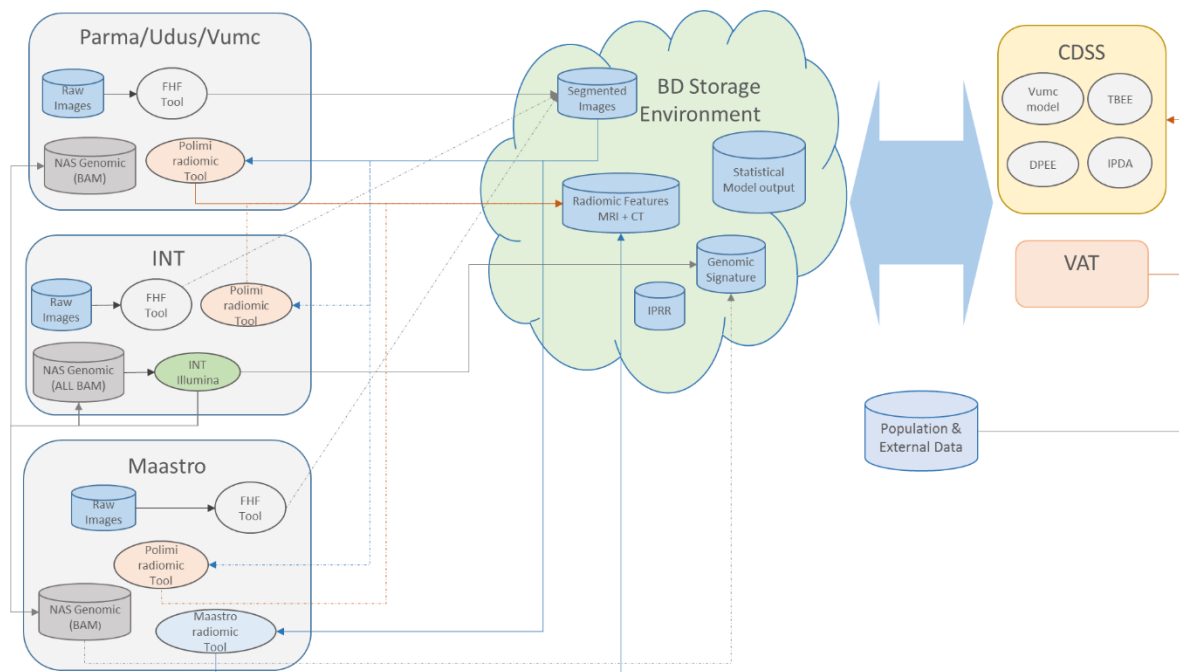 Parma/Udus/Vumc
Raw
Images
FHF
Tool
NAS Genomic
(BAM)
Polimi
radiomic
Tool
INT
Raw
Images
FHF
Tool
Polimi
radiomic
Tool
NAS Genomic
(ALL BAM)
INT
Illumina
Maastro
Raw
Images
FHF
Tool
Polimi
radiomic
Tool
NAS Genomic
(BAM)
Maastro
radiomic
Tool
BD Storage
Environment
Segmented
Images
Statistical
Model output
Radiomic Features
MRI + CT
Genomic
Signature
IPRR
CDSS
Vumc
model
TBEE
DPEE
IPDA
VAT
Population &
External Data